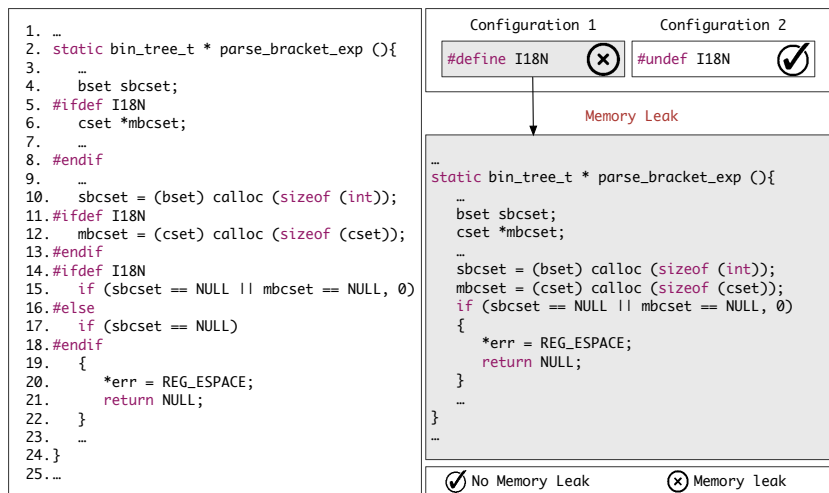 1. …
2. static bin_tree_t * parse_bracket_exp (){
3. …
4. bset sbcset;
5. #ifdef I18N
6. cset *mbcset;
7. …
8. #endif
9. …
10. sbcset = (bset) calloc (sizeof (int));
11. #ifdef I18N
12. mbcset = (cset) calloc (sizeof (cset));
13. #endif
14. #ifdef I18N
15. if (sbcset == NULL || mbcset == NULL, 0)
16. #else
17. if (sbcset == NULL)
18. #endif
19. {
20. *err = REG_ESPACE;
21. return NULL;
22. }
23. …
24. }
25. …
Configuration 1
#define I18N
Configuration 2
#undef I18N
Memory Leak
…
static bin_tree_t * parse_bracket_exp (){
…
bset sbcset;
cset *mbcset;
…
sbcset = (bset) calloc (sizeof (int));
mbcset = (cset) calloc (sizeof (cset));
if (sbcset == NULL || mbcset == NULL, 0)
{
*err = REG_ESPACE;
return NULL;
}
…
}
…
No Memory Leak
Memory leak